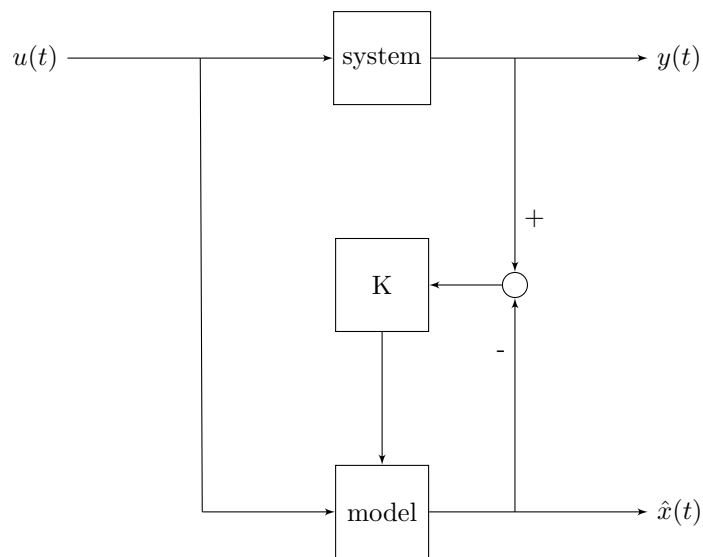 u(t)
system
y(t)
+
K
-
model
x̂(t)